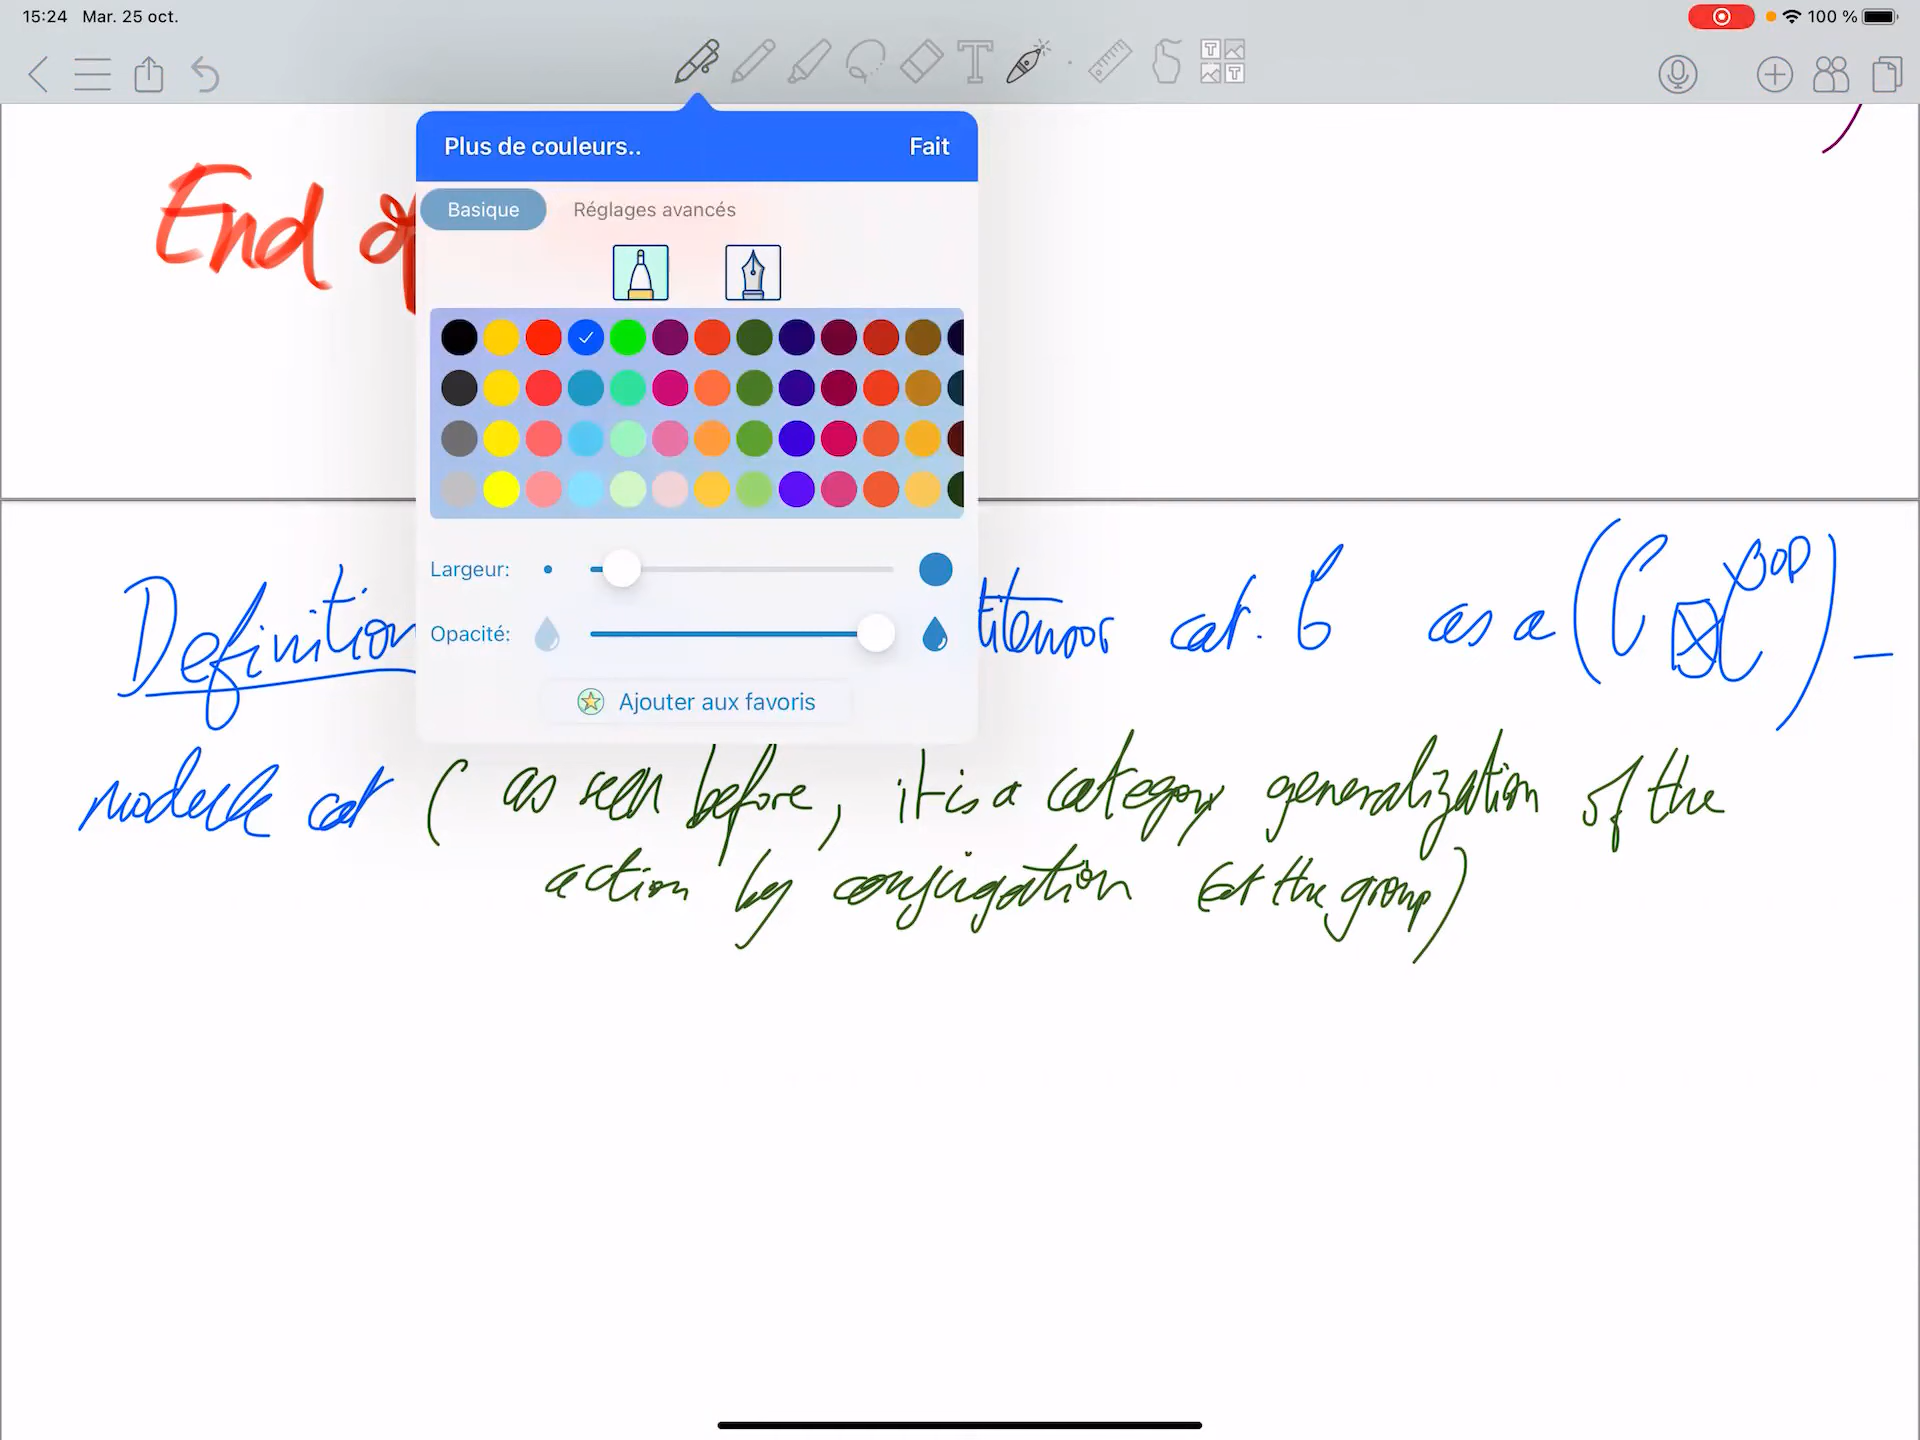 15:24 Mar. 25 oct. 100 %
Plus de couleurs.. Fait
End of
Basique Réglages avancés
Largeur:
Definition titensor cat. C as a (C ⊠ C^{op}) -
Opacité:
Ajouter aux favoris
module cat ( as seen before, it is a category generalization of the
action by conjugation (at the group)